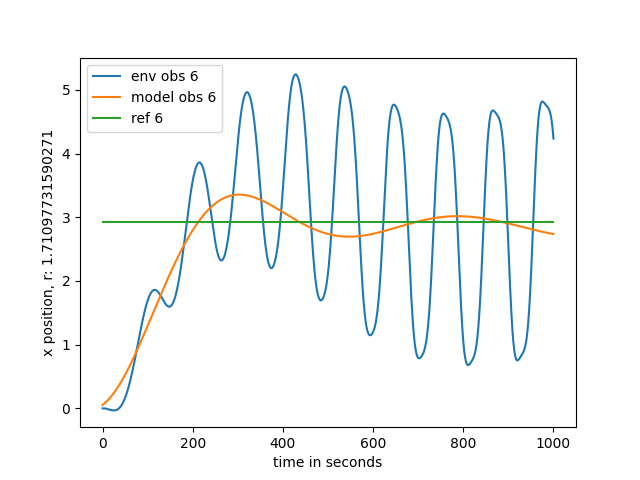 env obs 6
model obs 6
ref 6
5
4
3
2
1
0
x position, r: 1.71097731590271
0 200 400 600 800 1000
time in seconds